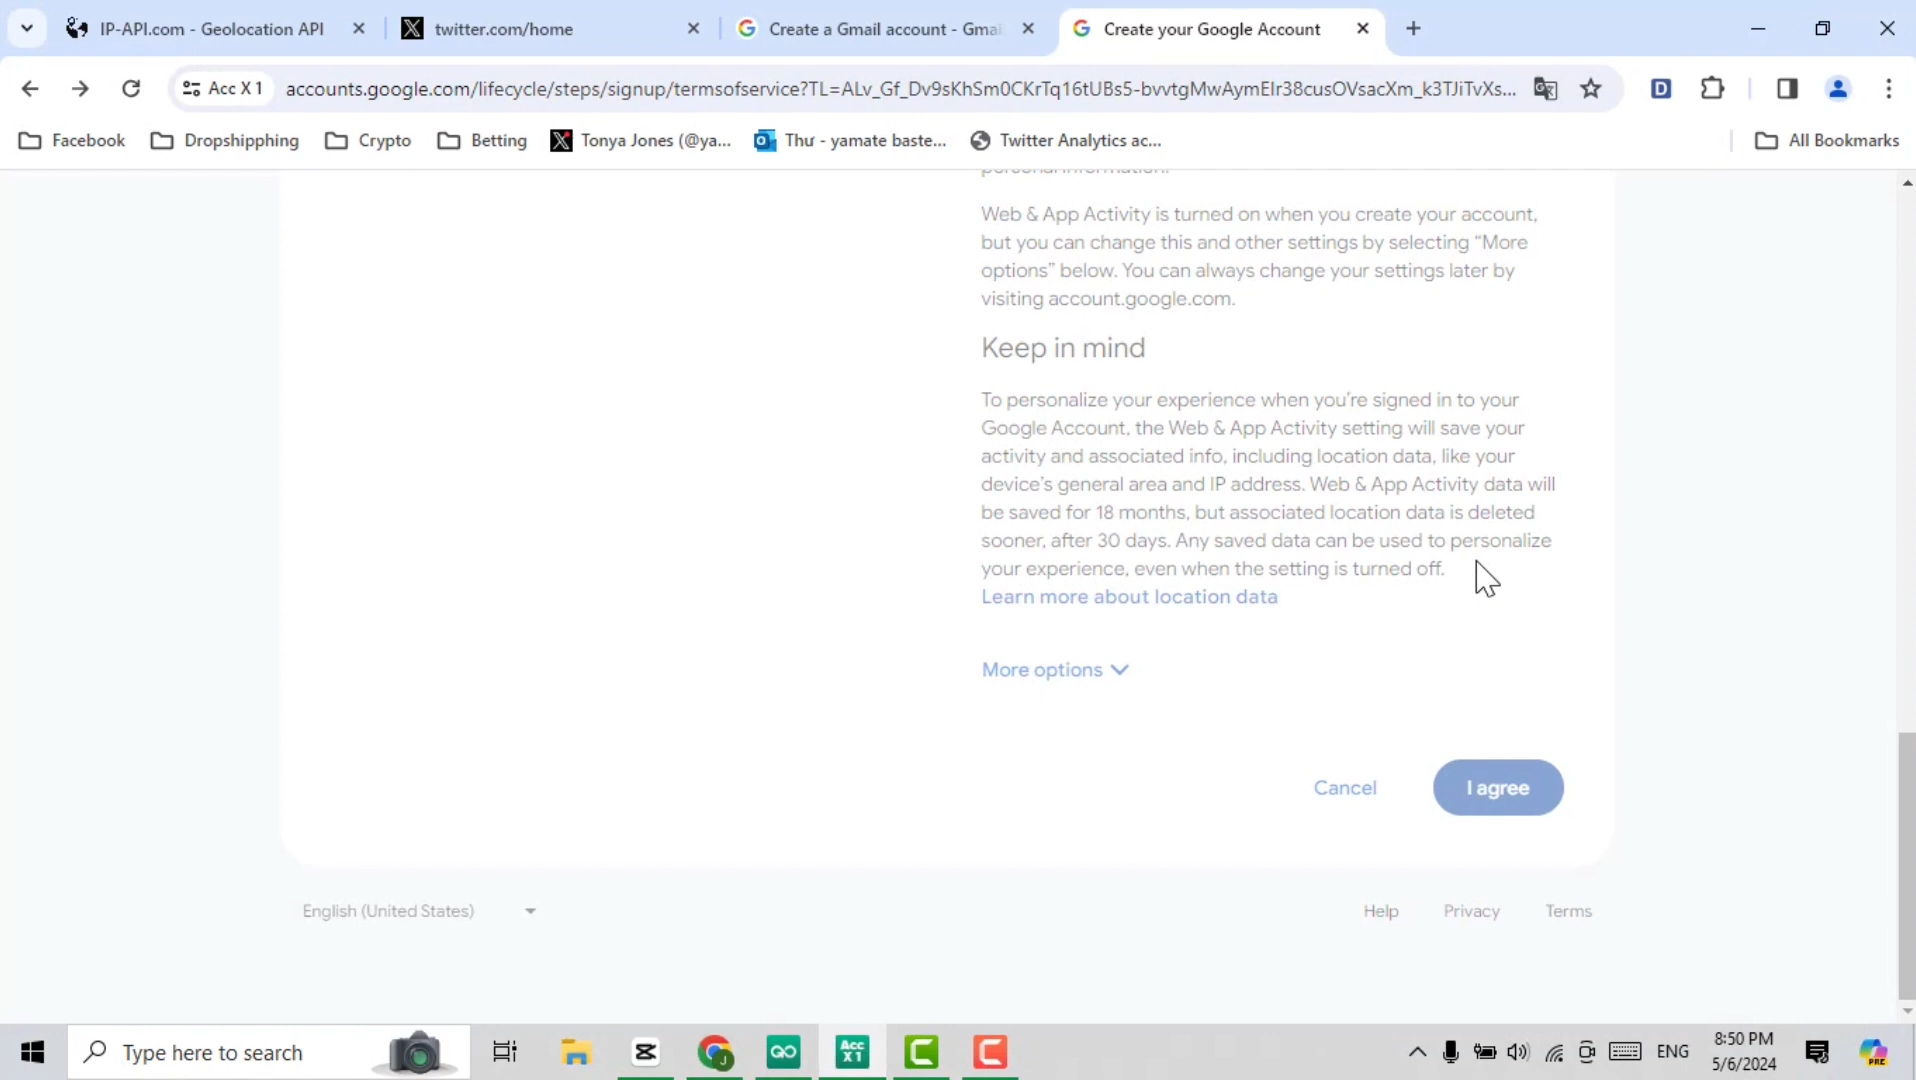 IP-API.com - Geolocation API
twitter.com/home
Create a Gmail account - Gmai
Create your Google Account
Acc X 1
accounts.google.com/lifecycle/steps/signup/termsofservice?TL=ALv_Gf_Dv9sKhSm0CKrTq16tUBs5-bvvtgMwAymEIr38cusOVsacXm_k3TJiTvXs...
Facebook
Dropshipphing
Crypto
Betting
Tonya Jones (@ya...
Thư - yamate baste...
Twitter Analytics ac...
All Bookmarks
personal information.
Web & App Activity is turned on when you create your account,
but you can change this and other settings by selecting “More
options” below. You can always change your settings later by
visiting account.google.com.
Keep in mind
To personalize your experience when you’re signed in to your
Google Account, the Web & App Activity setting will save your
activity and associated info, including location data, like your
device’s general area and IP address. Web & App Activity data will
be saved for 18 months, but associated location data is deleted
sooner, after 30 days. Any saved data can be used to personalize
your experience, even when the setting is turned off.
Learn more about location data
More options
Cancel
I agree
English (United States)
Help
Privacy
Terms
Type here to search
J
GO
Acc
X 1
ENG
8:50 PM
5/6/2024
PRE